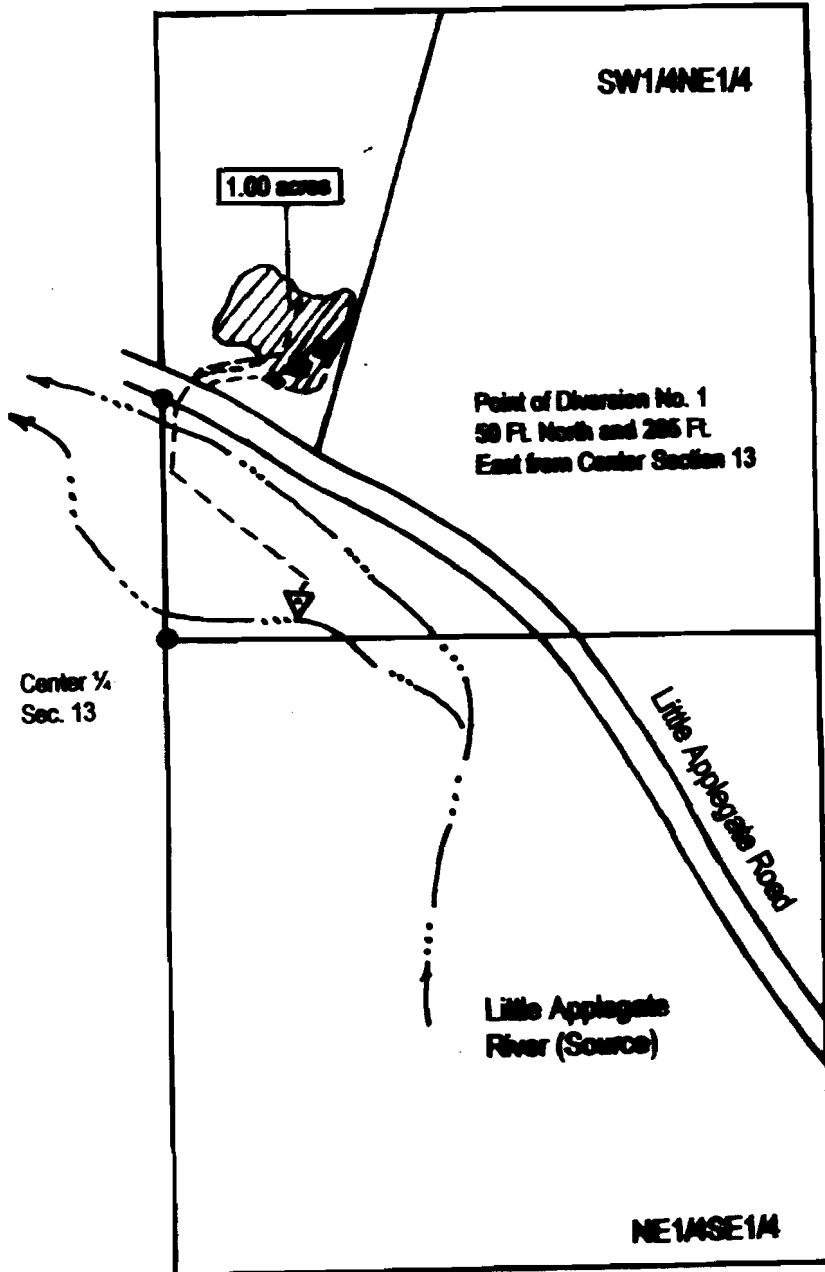 SW1/4NE1/4
1.00 acres
Point of Diversion No. 1
50 Ft. North and 285 Ft.
East from Center Section 13
Center ¼
Sec. 13
Little Applegate Road
Little Applegate
River (Source)
NE1/4SE1/4